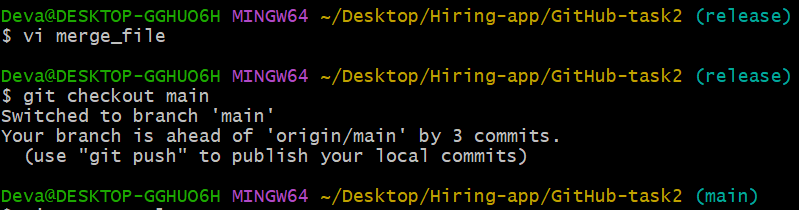 Deva@DESKTOP-GGHUO6H MINGW64 ~/Desktop/Hiring-app/GitHub-task2 (release)
$ vi merge_file
Deva@DESKTOP-GGHUO6H MINGW64 ~/Desktop/Hiring-app/GitHub-task2 (release)
$ git checkout main
Switched to branch 'main'
Your branch is ahead of 'origin/main' by 3 commits.
  (use "git push" to publish your local commits)
Deva@DESKTOP-GGHUO6H MINGW64 ~/Desktop/Hiring-app/GitHub-task2 (main)